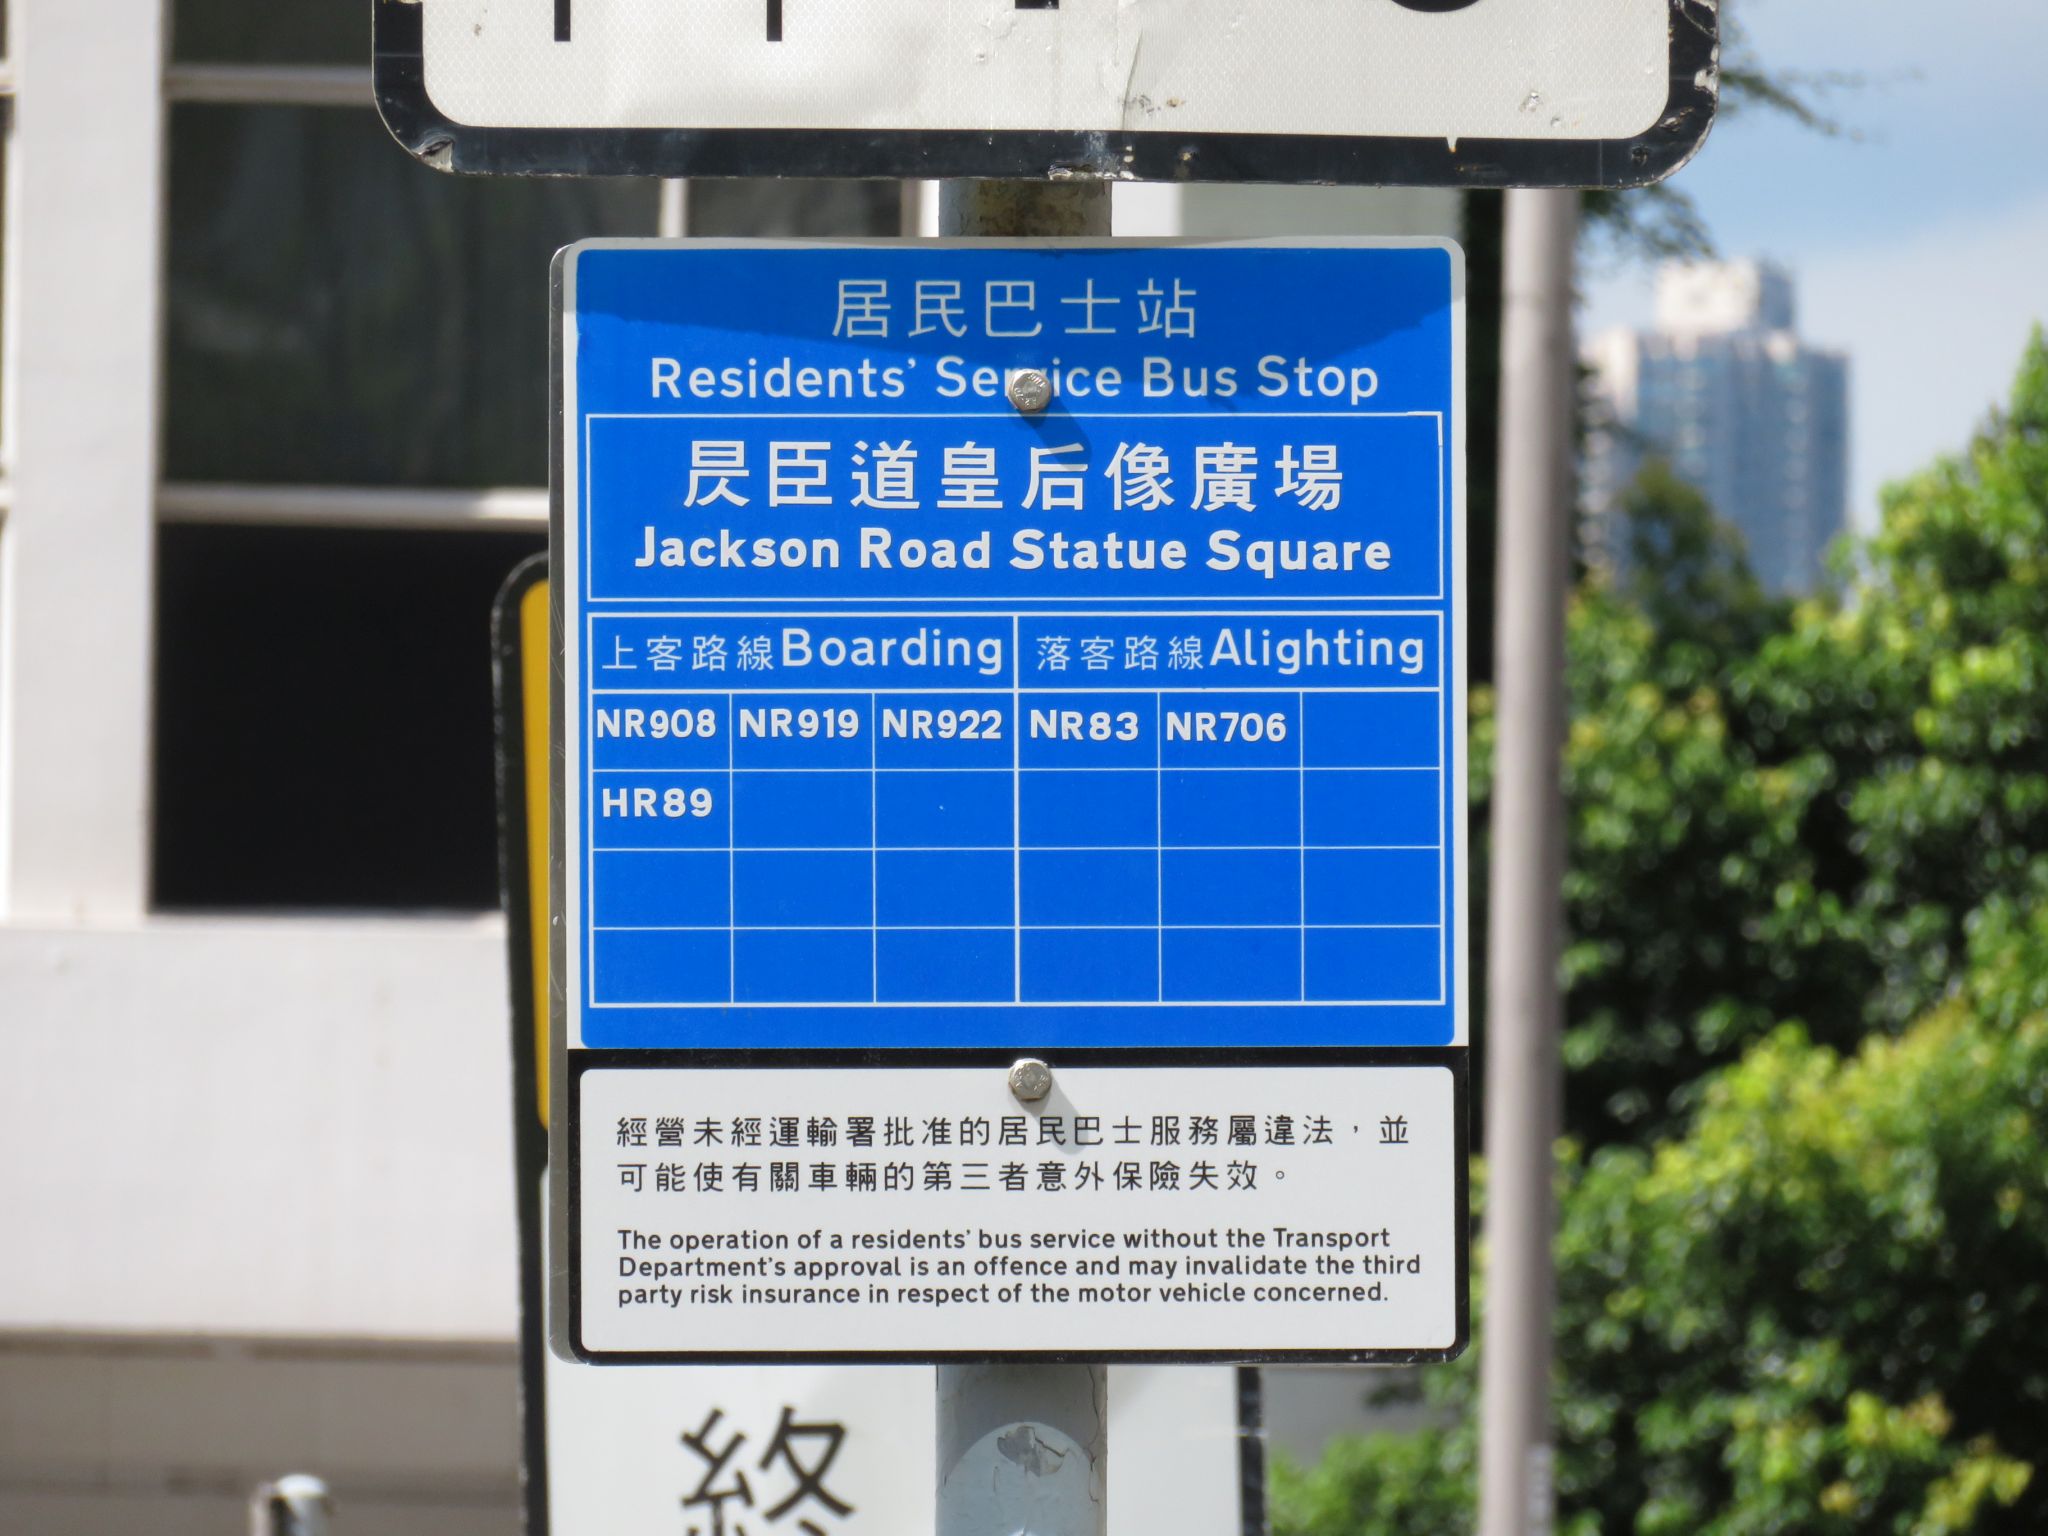 居民巴士站
Residents' Service Bus Stop
昃臣道皇后像廣場
Jackson Road Statue Square
上客路線Boarding 落客路線Alighting
NR908 NR919 NR922 NR83 NR706
HR89
經營未經運輸署批准的居民巴士服務屬違法，並
可能使有關車輛的第三者意外保險失效。
The operation of a residents' bus service without the Transport
Department's approval is an offence and may invalidate the third
party risk insurance in respect of the motor vehicle concerned.
終